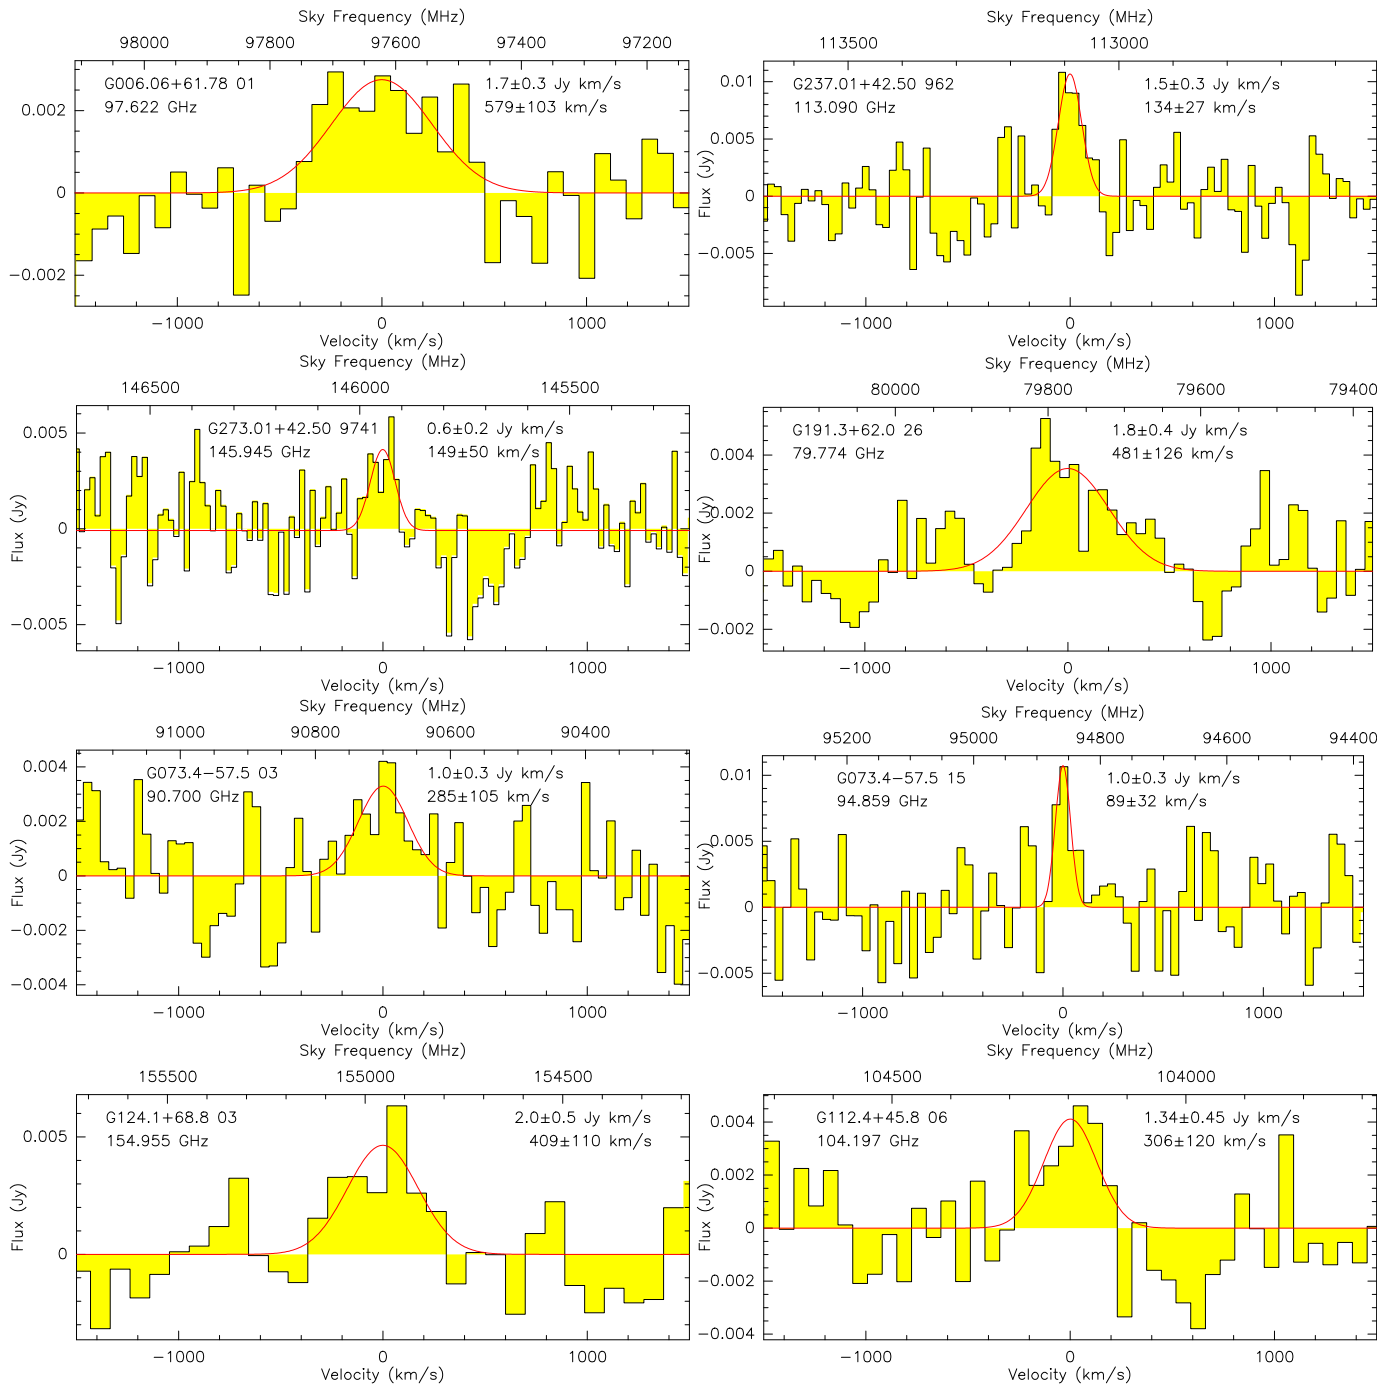 Sky Frequency (MHz)
98000 97800 97600 97400 97200
G006.06+61.78 01 1.7±0.3 Jy km/s
97.622 GHz 579±103 km/s
0.002
0
−0.002
−1000 0 1000
Velocity (km/s)
Sky Frequency (MHz)
113500 113000
G237.01+42.50 962 1.5±0.3 Jy km/s
113.090 GHz 134±27 km/s
Flux (Jy)
0.01
0.005
0
−0.005
−1000 0 1000
Velocity (km/s)
Sky Frequency (MHz)
146500 146000 145500
G273.01+42.50 9741 0.6±0.2 Jy km/s
145.945 GHz 149±50 km/s
Flux (Jy)
0.005
0
−0.005
−1000 0 1000
Velocity (km/s)
Sky Frequency (MHz)
80000 79800 79600 79400
G191.3+62.0 26 1.8±0.4 Jy km/s
79.774 GHz 481±126 km/s
Flux (Jy)
0.004
0.002
0
−0.002
−1000 0 1000
Velocity (km/s)
Sky Frequency (MHz)
91000 90800 90600 90400
G073.4−57.5 03 1.0±0.3 Jy km/s
90.700 GHz 285±105 km/s
Flux (Jy)
0.004
0.002
0
−0.002
−0.004
−1000 0 1000
Velocity (km/s)
Sky Frequency (MHz)
95200 95000 94800 94600 94400
G073.4−57.5 15 1.0±0.3 Jy km/s
94.859 GHz 89±32 km/s
Flux (Jy)
0.01
0.005
0
−0.005
−1000 0 1000
Velocity (km/s)
Sky Frequency (MHz)
155500 155000 154500
G124.1+68.8 03 2.0±0.5 Jy km/s
154.955 GHz 409±110 km/s
Flux (Jy)
0.005
0
−1000 0 1000
Velocity (km/s)
Sky Frequency (MHz)
104500 104000
G112.4+45.8 06 1.34±0.45 Jy km/s
104.197 GHz 306±120 km/s
Flux (Jy)
0.004
0.002
0
−0.002
−0.004
−1000 0 1000
Velocity (km/s)